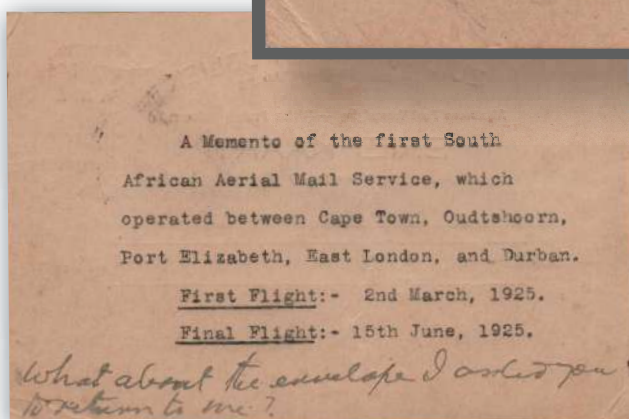 A Memento of the first South
African Aerial Mail Service, which
operated between Cape Town, Oudtshoorn,
Port Elizabeth, East London, and Durban.
First Flight:- 2nd March, 1925.
Final Flight:- 15th June, 1925.
What about the envelope I asked you
to return to me?